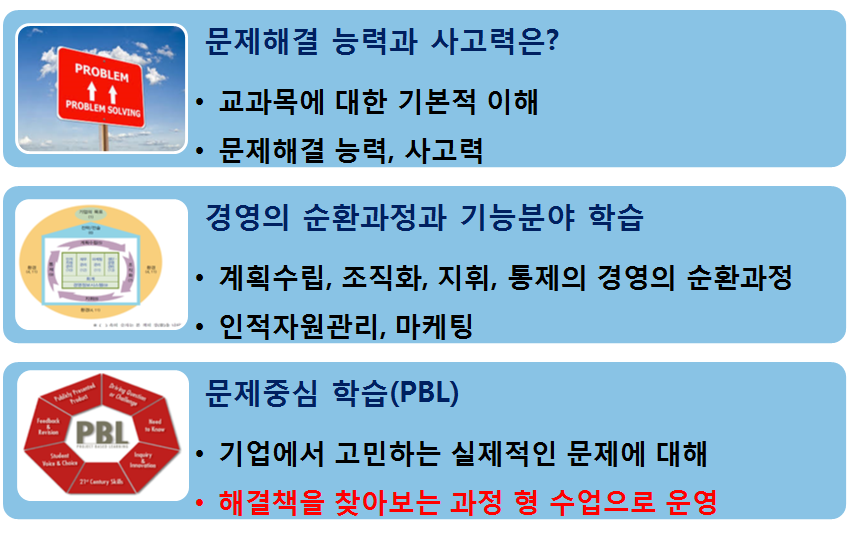 PROBLEM
PROBLEM SOLVING
문제해결 능력과 사고력은?
• 교과목에 대한 기본적 이해
• 문제해결 능력, 사고력
경영의 순환과정과 기능분야 학습
• 계획수립, 조직화, 지휘, 통제의 경영의 순환과정
• 인적자원관리, 마케팅
Publicly Presented
Product
Driving Question
or Challenge
Feedback
&
Revision
Need
to Know
PBL
PROJECT BASED LEARNING
Student
Voice & Choice
Inquiry
&
Innovation
21st Century Skills
문제중심 학습(PBL)
• 기업에서 고민하는 실제적인 문제에 대해
• 해결책을 찾아보는 과정 형 수업으로 운영